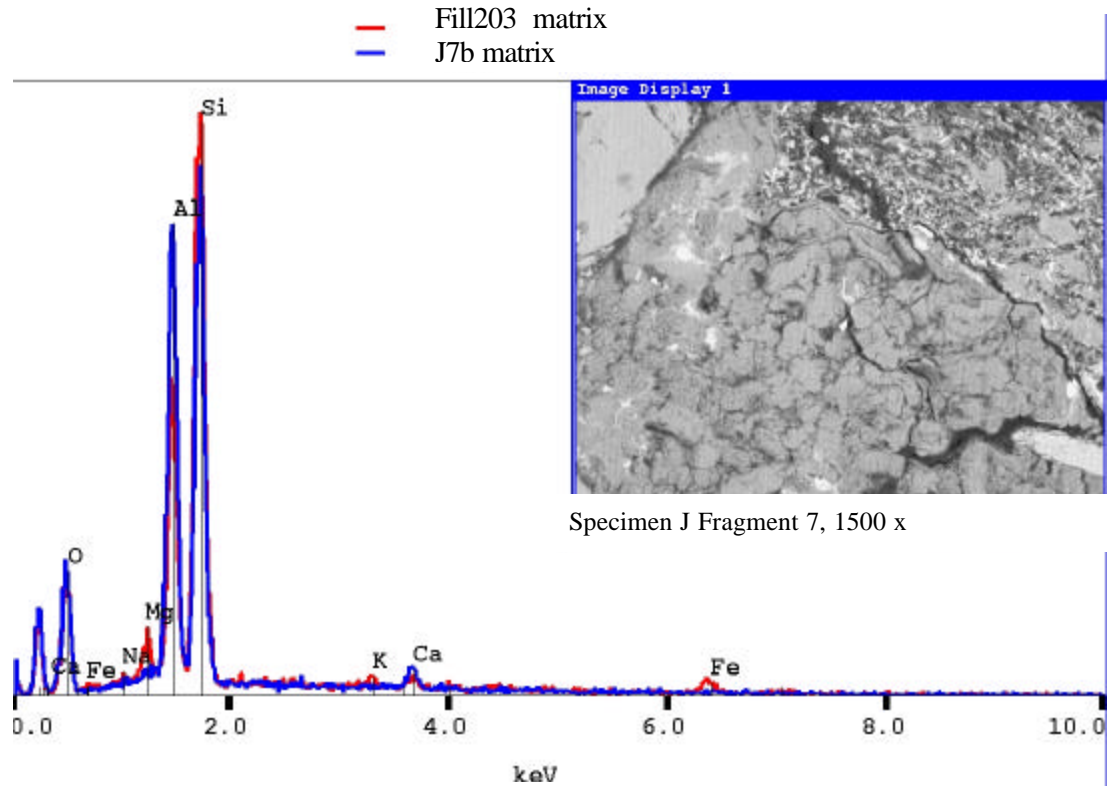 Fill203 matrix
J7b matrix
Image Display 1
Si
Al
O
Mg
Ca
Fe
Na
K
Ca
Fe
Specimen J Fragment 7, 1500 x
0.0
2.0
4.0
6.0
8.0
10.0
keV